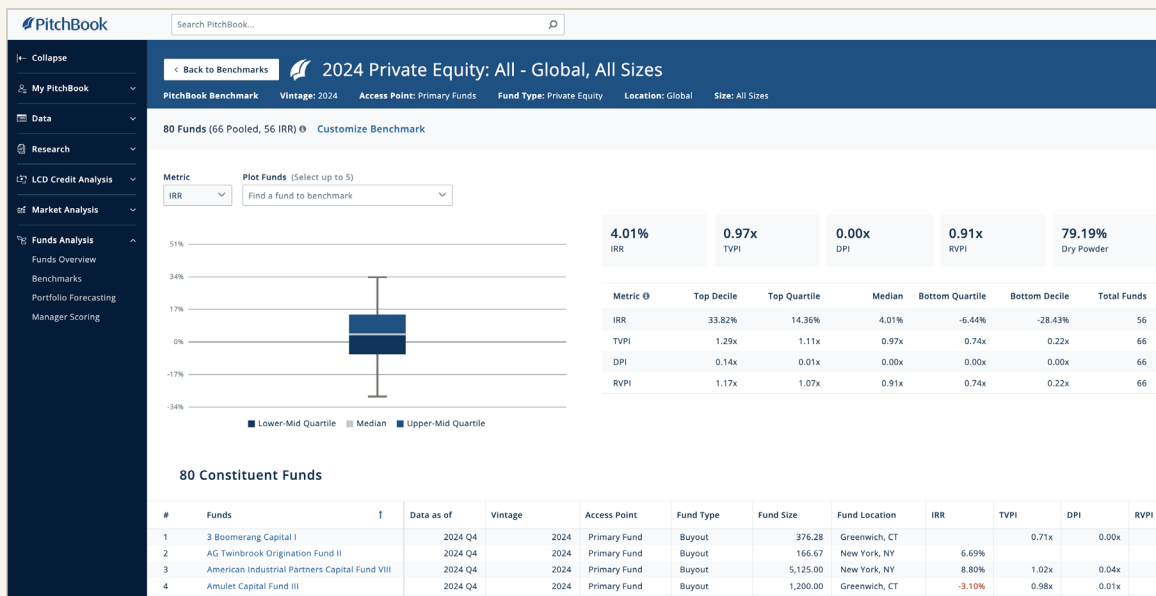 PitchBook
Search PitchBook...
Collapse
My PitchBook
Data
Research
LCD Credit Analysis
Market Analysis
Funds Analysis
Funds Overview
Benchmarks
Portfolio Forecasting
Manager Scoring
< Back to Benchmarks 2024 Private Equity: All - Global, All Sizes
PitchBook Benchmark Vintage: 2024 Access Point: Primary Funds Fund Type: Private Equity Location: Global Size: All Sizes
80 Funds (66 Pooled, 56 IRR) Customize Benchmark
Metric Plot Funds (Select up to 5)
IRR Find a fund to benchmark
51%
34%
17%
0%
-17%
-34%
Lower-Mid Quartile Median Upper-Mid Quartile
4.01% 0.97x 0.00x 0.91x 79.19%
IRR TVPI DPI RVPI Dry Powder
Metric Top Decile Top Quartile Median Bottom Quartile Bottom Decile Total Funds
IRR 33.82% 14.36% 4.01% -6.44% -28.43% 56
TVPI 1.29x 1.11x 0.97x 0.74x 0.22x 66
DPI 0.14x 0.01x 0.00x 0.00x 0.00x 66
RVPI 1.17x 1.07x 0.91x 0.74x 0.22x 66
80 Constituent Funds
# Funds Data as of Vintage Access Point Fund Type Fund Size Fund Location IRR TVPI DPI RVPI
1 3 Boomerang Capital I 2024 Q4 2024 Primary Fund Buyout 376.28 Greenwich, CT 0.71x 0.00x
2 AG Twinbrook Origination Fund II 2024 Q4 2024 Primary Fund Buyout 166.67 New York, NY 6.69%
3 American Industrial Partners Capital Fund VIII 2024 Q4 2024 Primary Fund Buyout 5,125.00 New York, NY 8.80% 1.02x 0.04x
4 Amulet Capital Fund III 2024 Q4 2024 Primary Fund Buyout 1,200.00 Greenwich, CT -3.10% 0.98x 0.01x